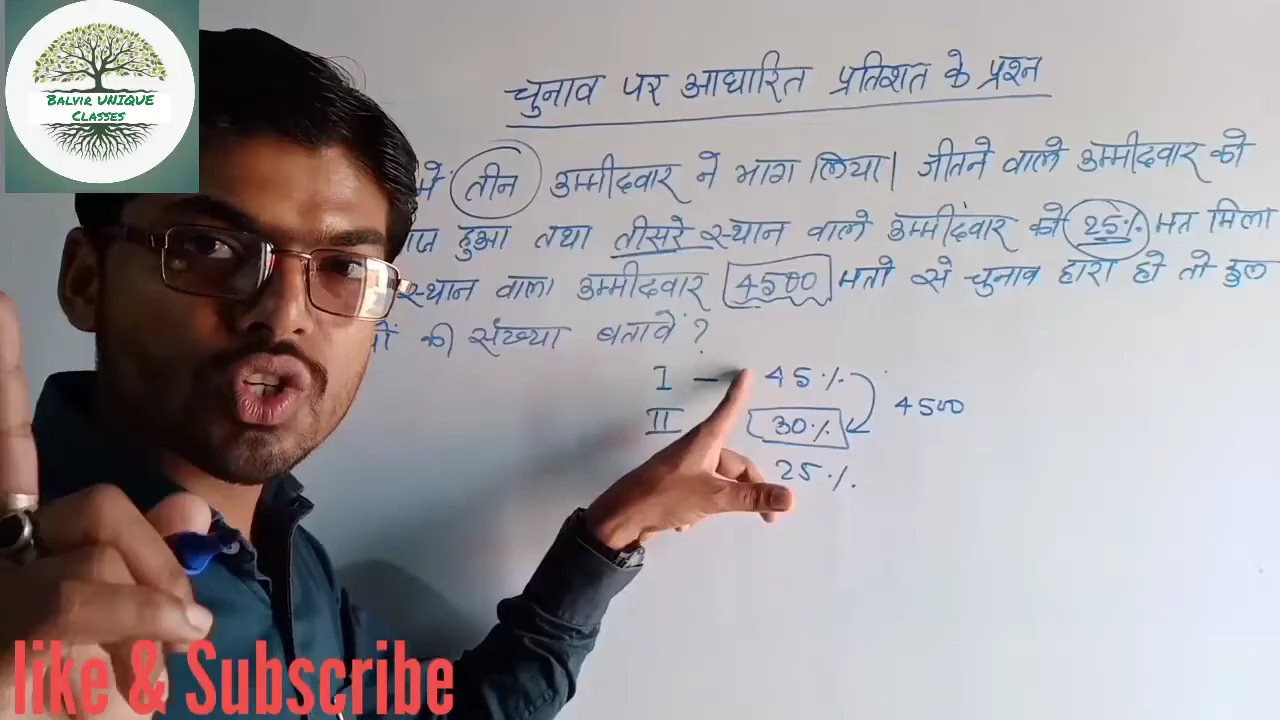 BALVIR UNIQUE
CLASSES
चुनाव पर आधारित प्रतिशत के प्रश्न
में तीन उम्मीदवार ने भाग लिया। जीतने वाले उम्मीदवार को
हुआ तथा तीसरे स्थान वाले उम्मीदवार को 25% मत मिला
स्थान वाला उम्मीदवार 4500 मतो से चुनाव हारा हो तो कुल
की संख्या बतावें ?
I - 45% 4500
II 30%
25%
like & Subscribe